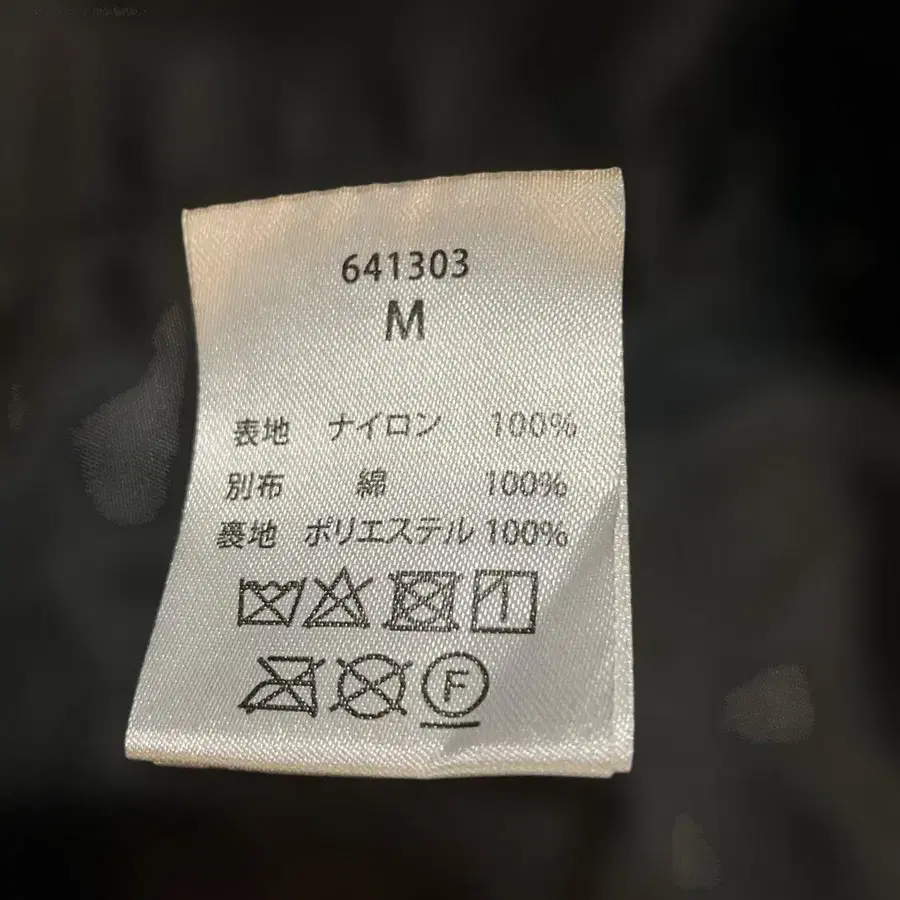 641303
M
表地 ナイロン 100%
別布 綿 100%
裏地 ポリエステル 100%
F